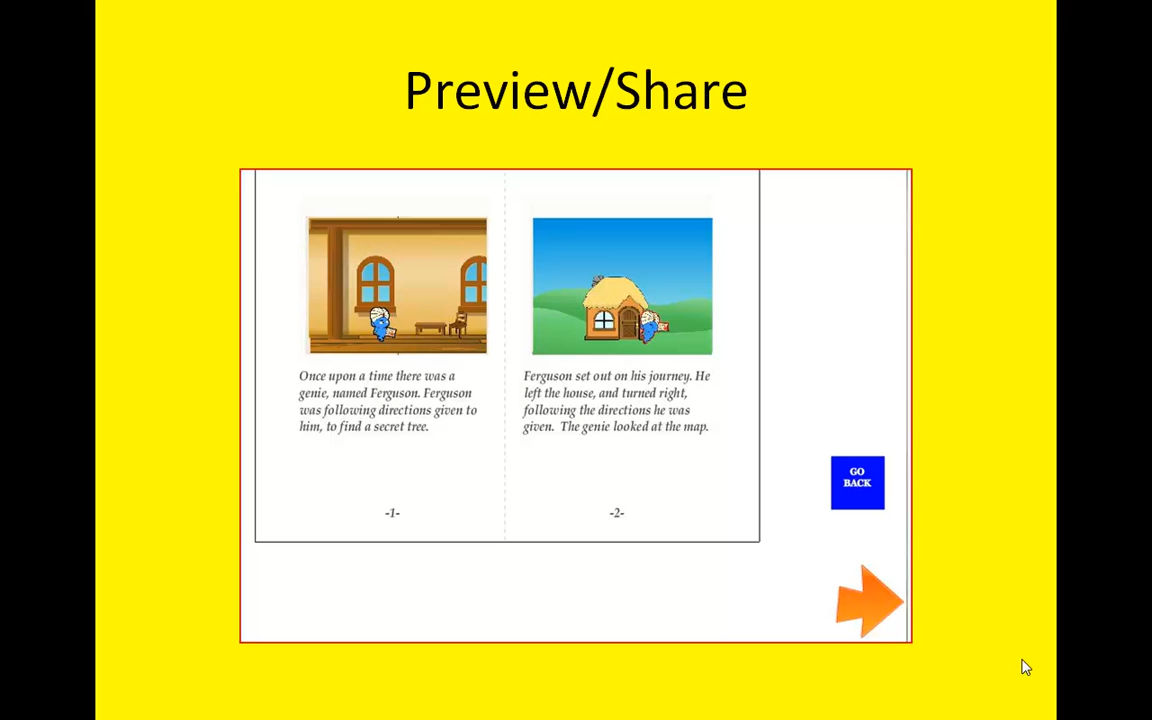 Preview/Share
Once upon a time there was a
genie, named Ferguson. Ferguson
was following directions given to
him, to find a secret tree.
-1-
Ferguson set out on his journey. He
left the house, and turned right,
following the directions he was
given.  The genie looked at the map.
-2-
GO
BACK